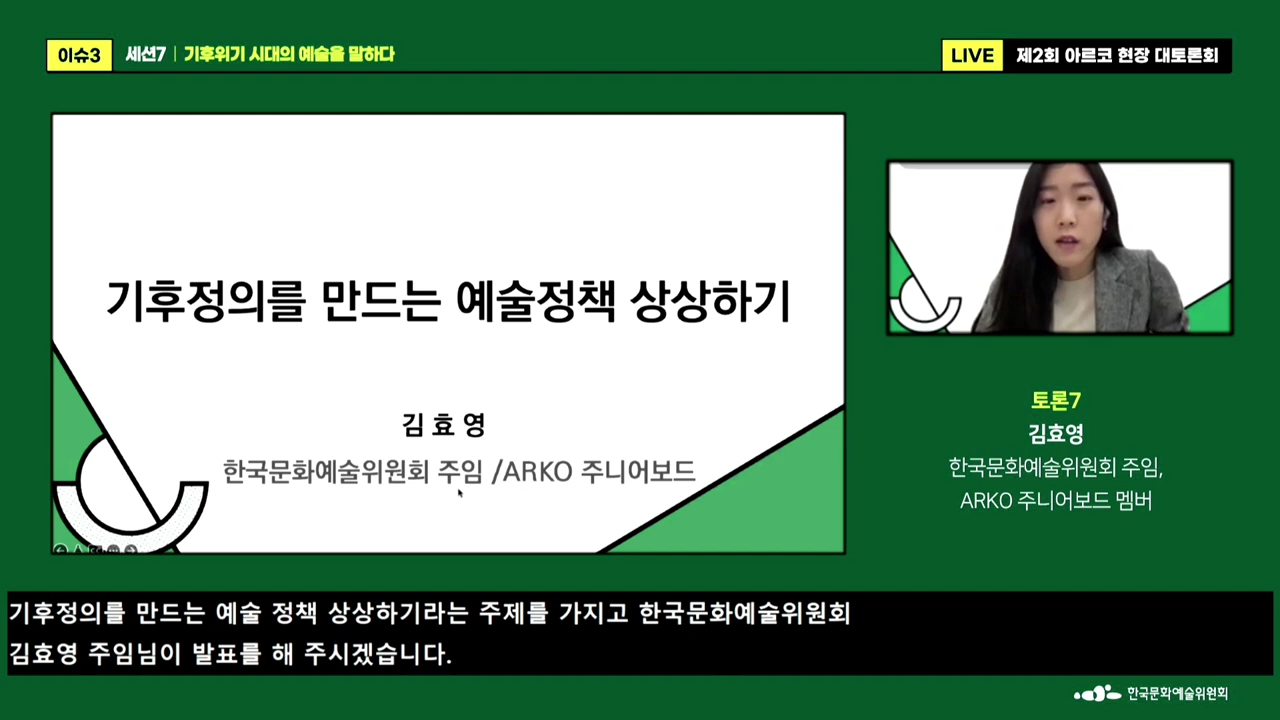 이슈3
세션7 | 기후위기 시대의 예술을 말하다
LIVE
제2회 아르코 현장 대토론회
기후정의를 만드는 예술정책 상상하기
김 효 영
한국문화예술위원회 주임 /ARKO 주니어보드
토론7
김효영
한국문화예술위원회 주임,
ARKO 주니어보드 멤버
기후정의를 만드는 예술 정책 상상하기라는 주제를 가지고 한국문화예술위원회
김효영 주임님이 발표를 해 주시겠습니다.
한국문화예술위원회